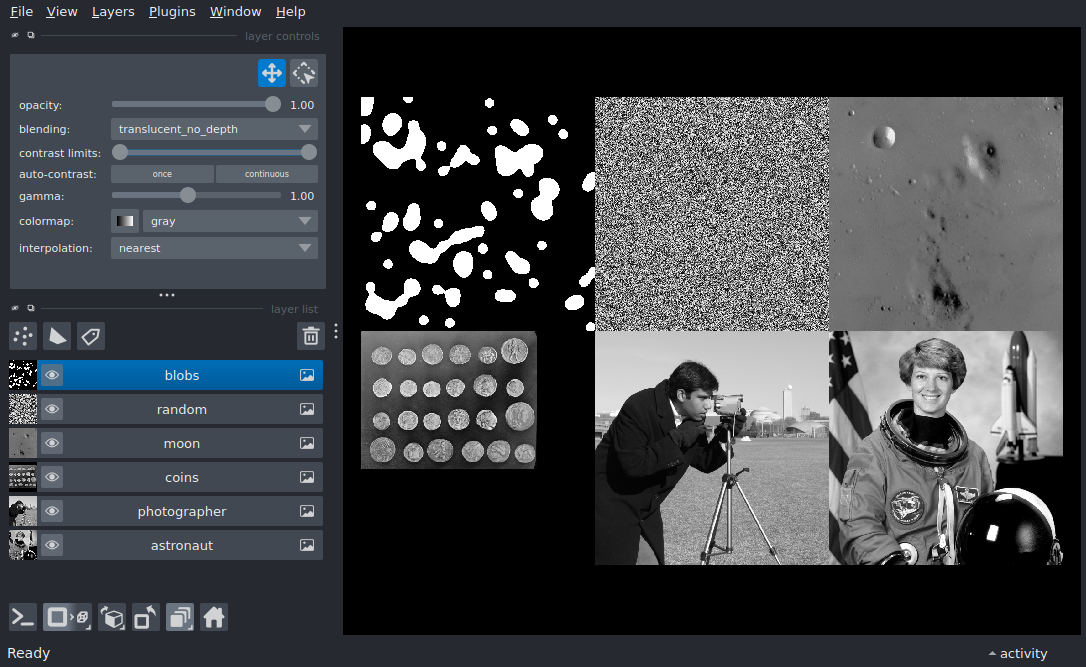 File View Layers Plugins Window Help
layer controls
opacity: 1.00
blending: translucent_no_depth
contrast limits:
auto-contrast: once continuous
gamma: 1.00
colormap: gray
interpolation: nearest
layer list
blobs
random
moon
coins
photographer
astronaut
Ready
activity